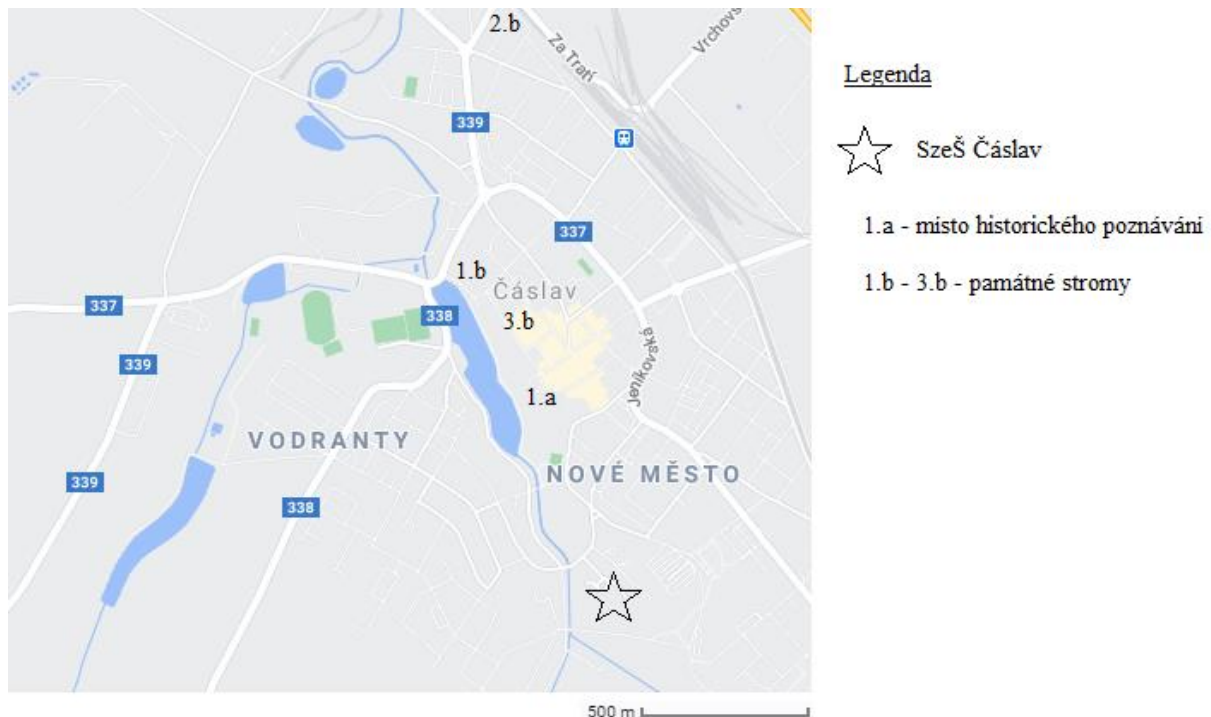 2.b
Za Tratí
Vrchovs
339
337
1.b
Čáslav
337
338
3.b
339
Jeníkovská
1.a
VODRANTY
NOVÉ MĚSTO
339
338
500 m
Legenda
SzeŠ Čáslav
1.a - místo historického poznávání
1.b - 3.b - památné stromy